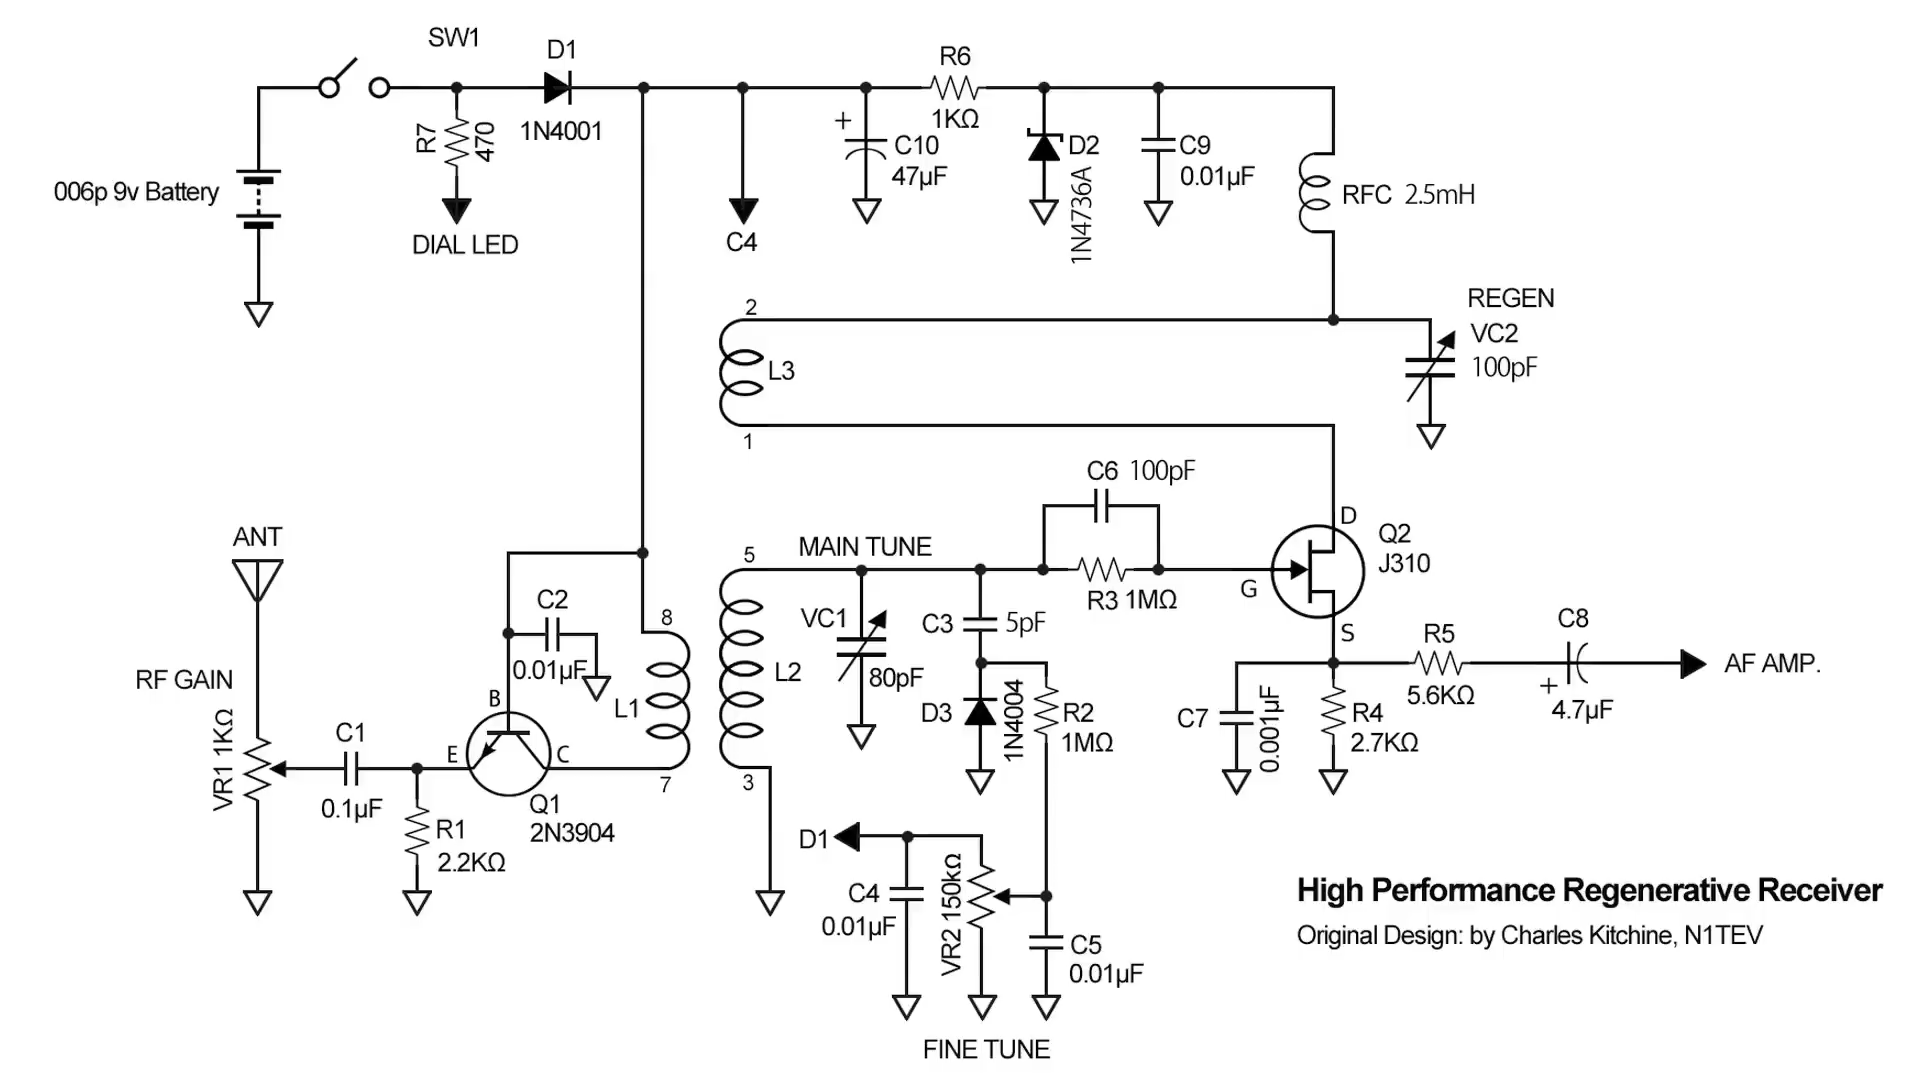 SW1
D1
1N4001
R7
470
DIAL LED
006p 9v Battery
C4
+
C10
47µF
R6
1KΩ
D2
1N4736A
C9
0.01µF
RFC 2.5mH
REGEN
VC2
100pF
2
L3
1
C6 100pF
ANT
RF GAIN
VR1 1KΩ
C1
0.1µF
R1
2.2KΩ
C2
0.01µF
B
E
C
Q1
2N3904
8
L1
7
5
L2
3
MAIN TUNE
VC1
80pF
C3 5pF
D3
1N4004
R2
1MΩ
R3 1MΩ
G
D
S
Q2
J310
C7
0.001µF
R4
2.7KΩ
R5
5.6KΩ
C8
+
4.7µF
AF AMP.
D1
C4
0.01µF
VR2 150kΩ
C5
0.01µF
FINE TUNE
High Performance Regenerative Receiver
Original Design: by Charles Kitchine, N1TEV